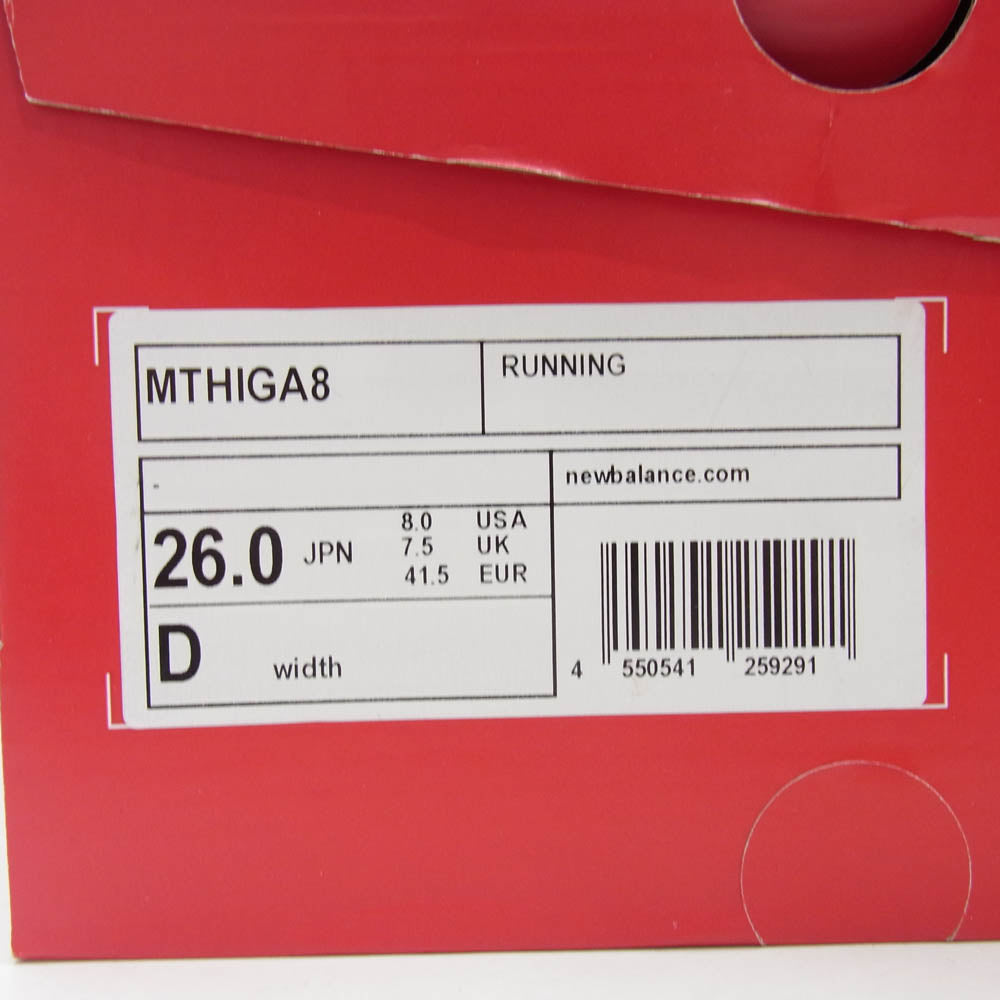 MTHIGA8
RUNNING
-
newbalance.com
26.0 JPN
8.0 USA
7.5 UK
41.5 EUR
D width
4 550541 259291